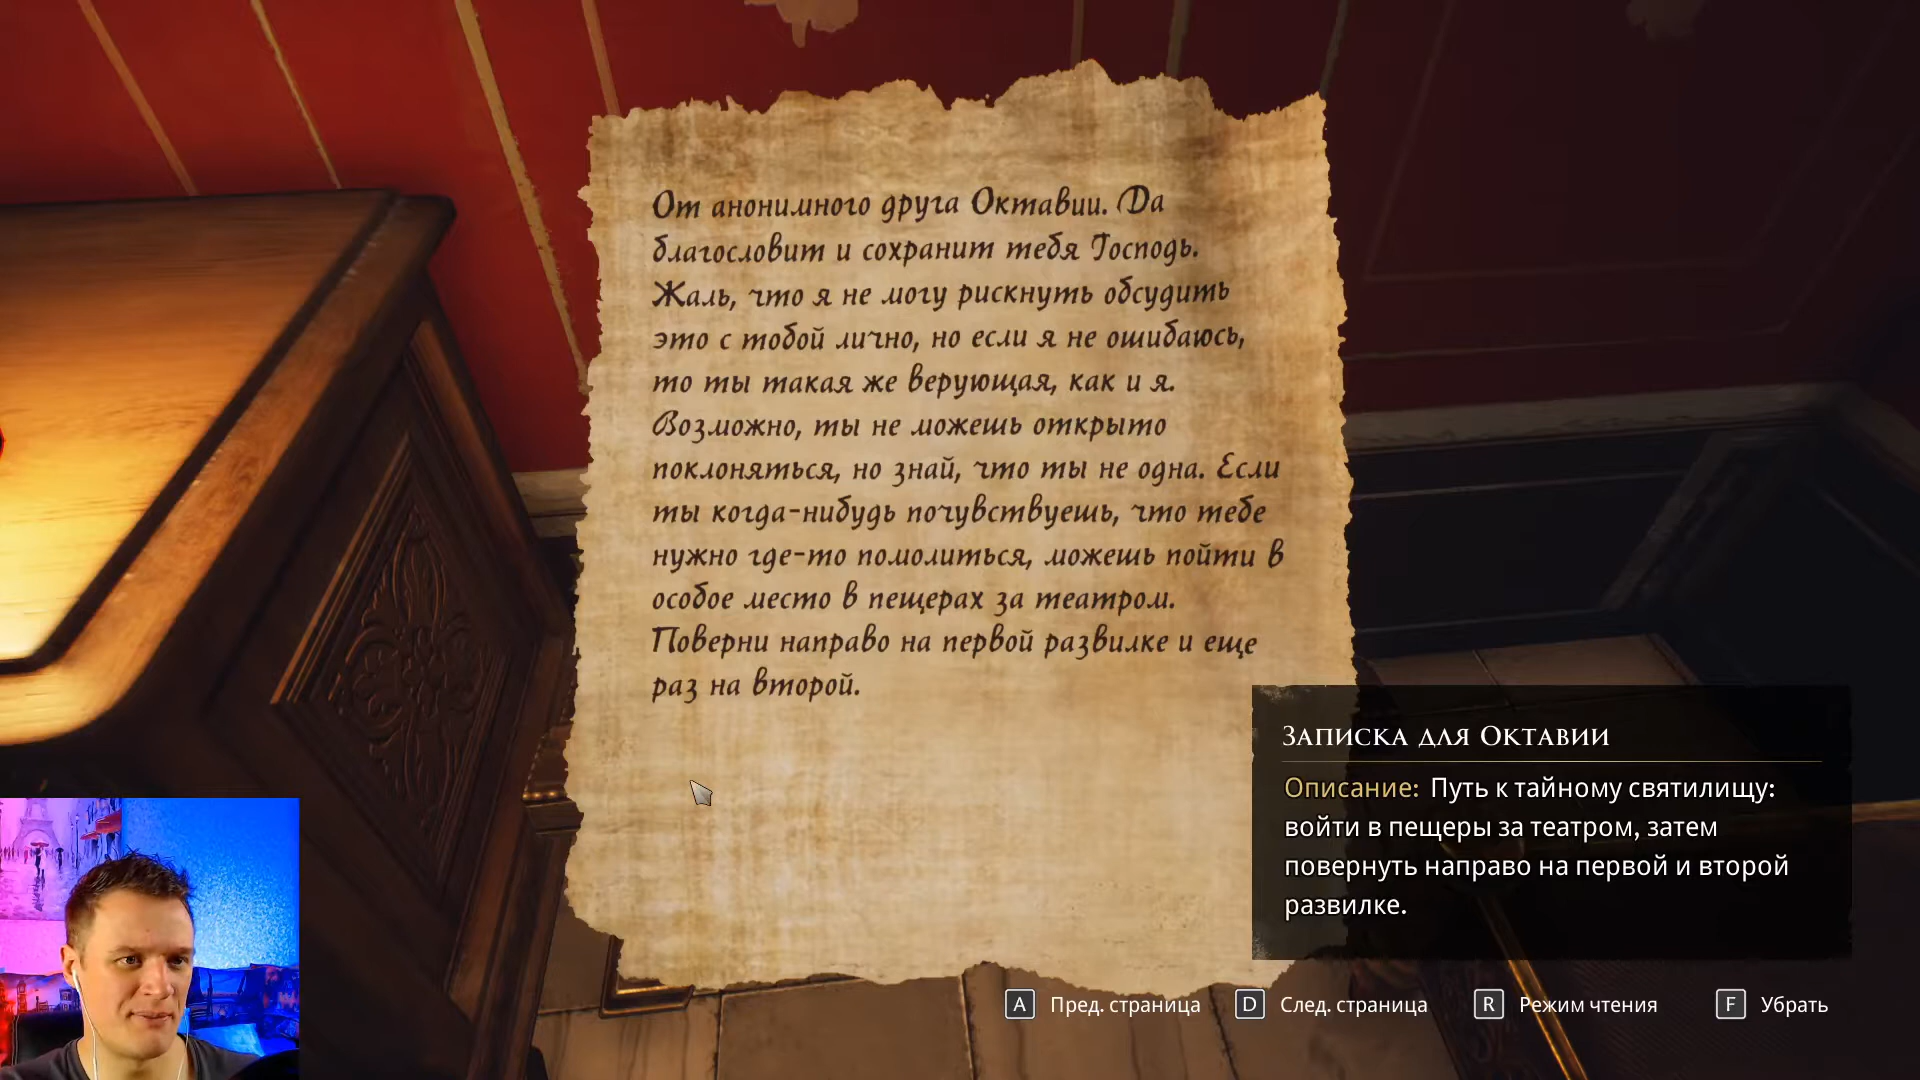 От анонимного друга Октавии. Да
благословит и сохранит тебя Господь.
Жаль, что я не могу рискнуть обсудить
это с тобой лично, но если я не ошибаюсь,
то ты такая же верующая, как и я.
Возможно, ты не можешь открыто
поклоняться, но знай, что ты не одна. Если
ты когда-нибудь почувствуешь, что тебе
нужно где-то помолиться, можешь пойти в
особое место в пещерах за театром.
Поверни направо на первой развилке и еще
раз на второй.
Записка для Октавии
Описание: Путь к тайному святилищу:
войти в пещеры за театром, затем
повернуть направо на первой и второй
развилке.
A Пред. страница D След. страница R Режим чтения F Убрать